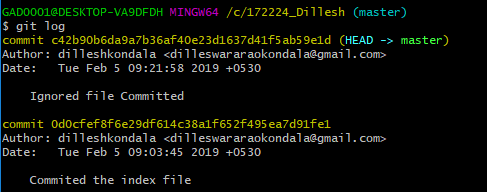 GAD0001@DESKTOP-VA9DFDH MINGW64 /c/172224_Dillesh (master)
$ git log
commit c42b90b6da9a7b36af40e23d1637d41f5ab59e1d (HEAD -> master)
Author: dilleshkondala <dilleswararaokondala@gmail.com>
Date:   Tue Feb 5 09:21:58 2019 +0530
    Ignored file Committed
commit 0d0cfef8f6e29df614c38a1f652f495ea7d91fe1
Author: dilleshkondala <dilleswararaokondala@gmail.com>
Date:   Tue Feb 5 09:03:45 2019 +0530
    Commited the index file